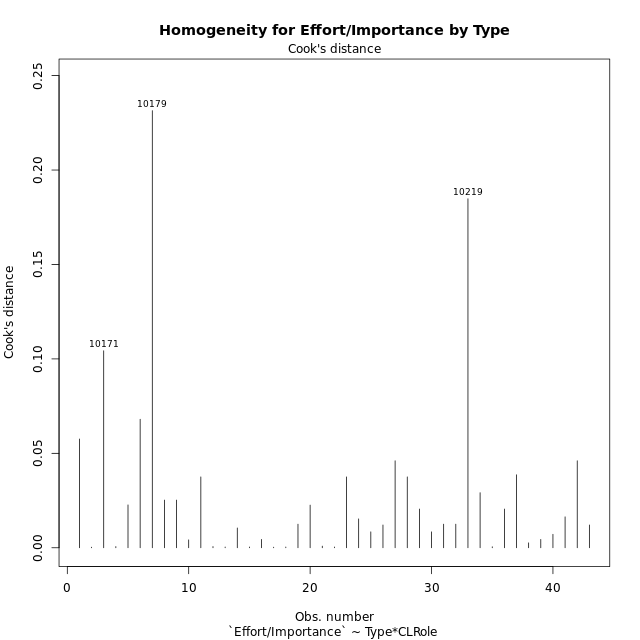 Homogeneity for Effort/Importance by Type
Cook's distance
0.25
0.20
0.15
0.10
0.05
0.00
Cook's distance
10179
10219
10171
0 10 20 30 40
Obs. number
`Effort/Importance` ~ Type*CLRole